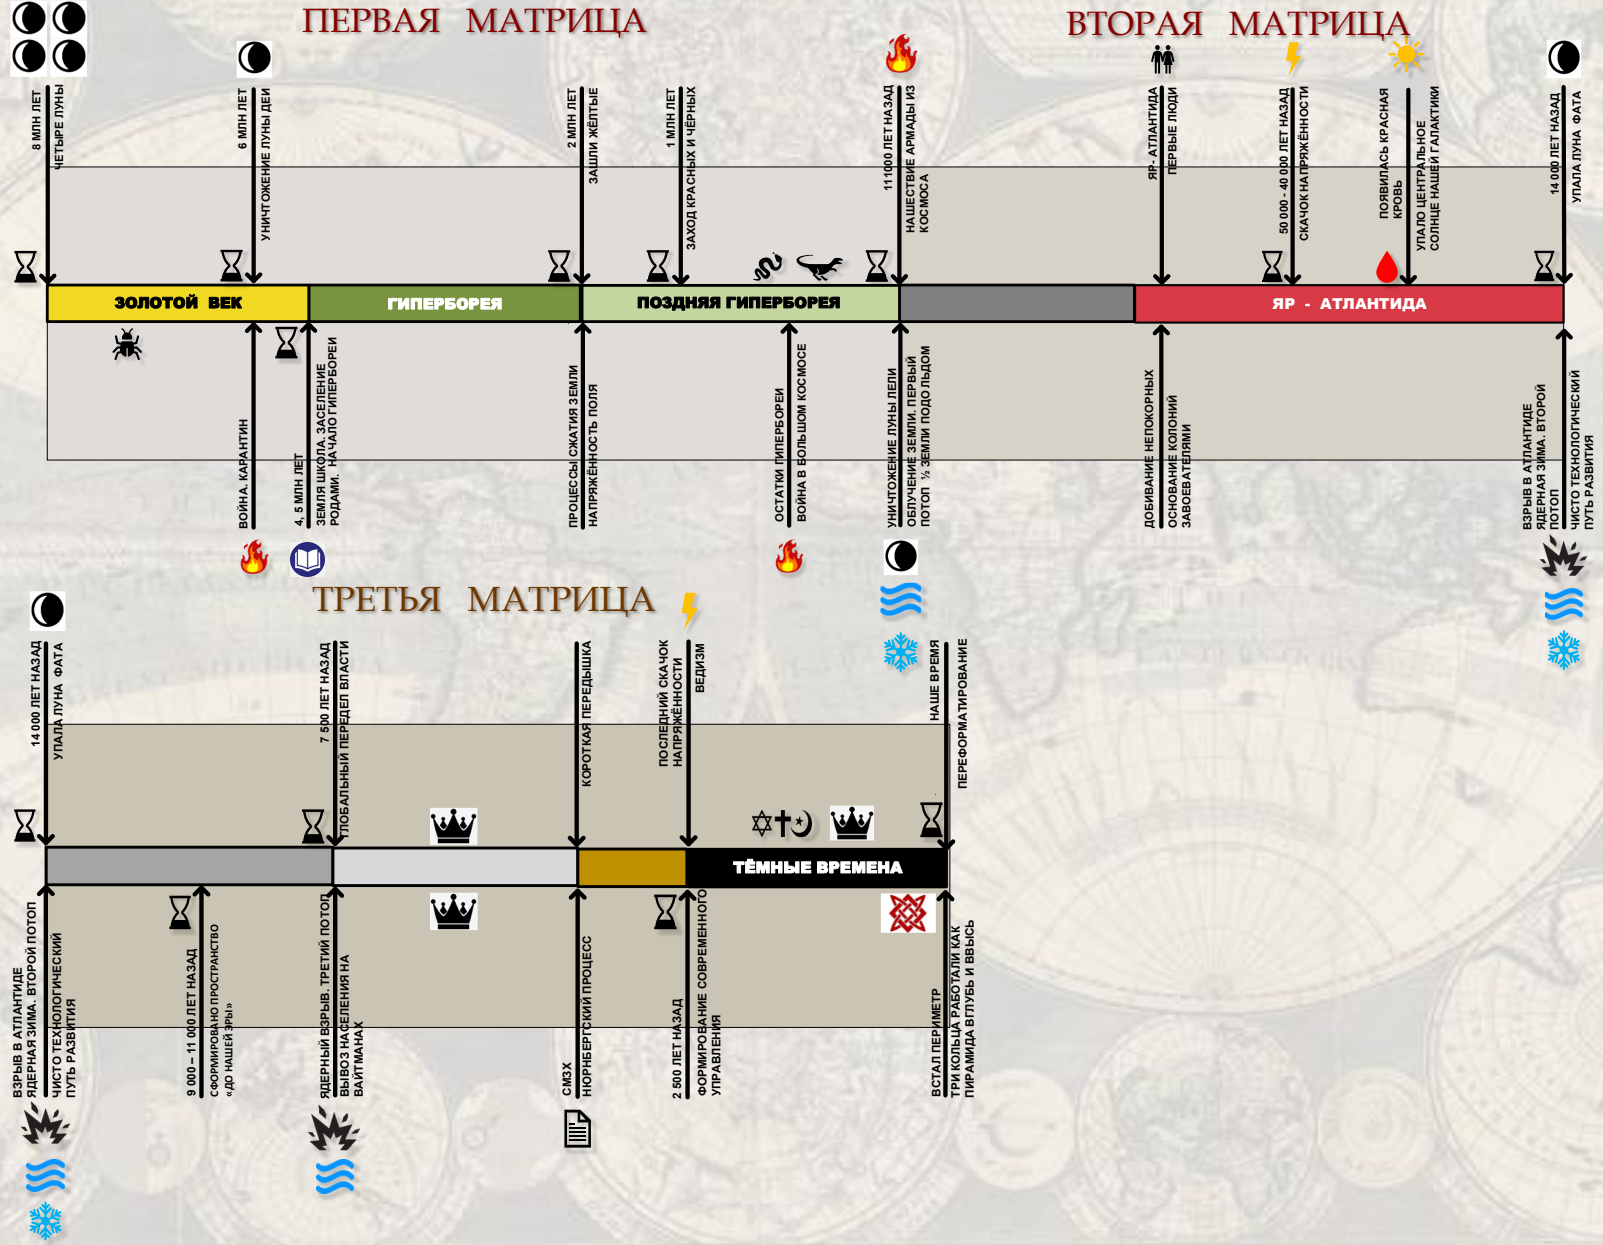 ПЕРВАЯ МАТРИЦА
ВТОРАЯ МАТРИЦА
8 МЛН ЛЕТ
ЧЕТЫРЕ ЛУНЫ
6 МЛН ЛЕТ
УНИЧТОЖЕНИЕ ЛУНЫ ДЕИ
2 МЛН ЛЕТ
ЗАШЛИ ЖЁЛТЫЕ
1 МЛН ЛЕТ
ЗАХОД КРАСНЫХ И ЧЁРНЫХ
111000 ЛЕТ НАЗАД
НАШЕСТВИЕ АРМАДЫ ИЗ
КОСМОСА
ЯР- АТЛАНТИДА
ПЕРВЫЕ ЛЮДИ
50 000 - 40 000 ЛЕТ НАЗАД
СКАЧОК НАПРЯЖЁННОСТИ
ПОЯВИЛАСЬ КРАСНАЯ
КРОВЬ
УПАЛО ЦЕНТРАЛЬНОЕ
СОЛНЦЕ НАШЕЙ ГАЛАКТИКИ
14 000 ЛЕТ НАЗАД
УПАЛА ЛУНА ФАТА
ЗОЛОТОЙ ВЕК
ГИПЕРБОРЕЯ
ПОЗДНЯЯ ГИПЕРБОРЕЯ
ЯР - АТЛАНТИДА
ВОЙНА. КАРАНТИН
4, 5 МЛН ЛЕТ
ЗЕМЛЯ ШКОЛА. ЗАСЕЛЕНИЕ
РОДАМИ. НАЧАЛО ГИПЕРБОРЕИ
ПРОЦЕССЫ СЖАТИЯ ЗЕМЛИ
НАПРЯЖЁННОСТЬ ПОЛЯ
ОСТАТКИ ГИПЕРБОРЕИ
ВОЙНА В БОЛЬШОМ КОСМОСЕ
УНИЧТОЖЕНИЕ ЛУНЫ ЛЕЛИ
ОБЛУЧЕНИЕ ЗЕМЛИ. ПЕРВЫЙ
ПОТОП ½ ЗЕМЛИ ПОДО ЛЬДОМ
ДОБИВАНИЕ НЕПОКОРНЫХ
ОСНОВАНИЕ КОЛОНИЙ
ЗАВОЕВАТЕЛЯМИ
ВЗРЫВ В АТЛАНТИДЕ
ЯДЕРНАЯ ЗИМА. ВТОРОЙ
ПОТОП
ЧИСТО ТЕХНОЛОГИЧЕСКИЙ
ПУТЬ РАЗВИТИЯ
ТРЕТЬЯ МАТРИЦА
14 000 ЛЕТ НАЗАД
УПАЛА ЛУНА ФАТА
7 500 ЛЕТ НАЗАД
ГЛОБАЛЬНЫЙ ПЕРЕДЕЛ ВЛАСТИ
КОРОТКАЯ ПЕРЕДЫШКА
ПОСЛЕДНИЙ СКАЧОК
НАПРЯЖЁННОСТИ
ВЕДИЗМ
НАШЕ ВРЕМЯ
ПЕРЕФОРМАТИРОВАНИЕ
ТЁМНЫЕ ВРЕМЕНА
ВЗРЫВ В АТЛАНТИДЕ
ЯДЕРНАЯ ЗИМА. ВТОРОЙ ПОТОП
ЧИСТО ТЕХНОЛОГИЧЕСКИЙ
ПУТЬ РАЗВИТИЯ
9 000 – 11 000 ЛЕТ НАЗАД
СФОРМИРОВАНО ПРОСТРАНСТВО
«ДО НАШЕЙ ЭРЫ»
ЯДЕРНЫЙ ВЗРЫВ. ТРЕТИЙ ПОТОП
ВЫВОЗ НАСЕЛЕНИЯ НА
ВАЙТМАНАХ
СМЗХ
НЮРНБЕРГСКИЙ ПРОЦЕСС
2 500 ЛЕТ НАЗАД
ФОРМИРОВАНИЕ СОВРЕМЕННОГО
УПРАВЛЕНИЯ
ВСТАЛ ПЕРИМЕТР
ТРИ КОЛЬЦА РАБОТАЛИ КАК
ПИРАМИДА ВГЛУБЬ И ВВЫСЬ